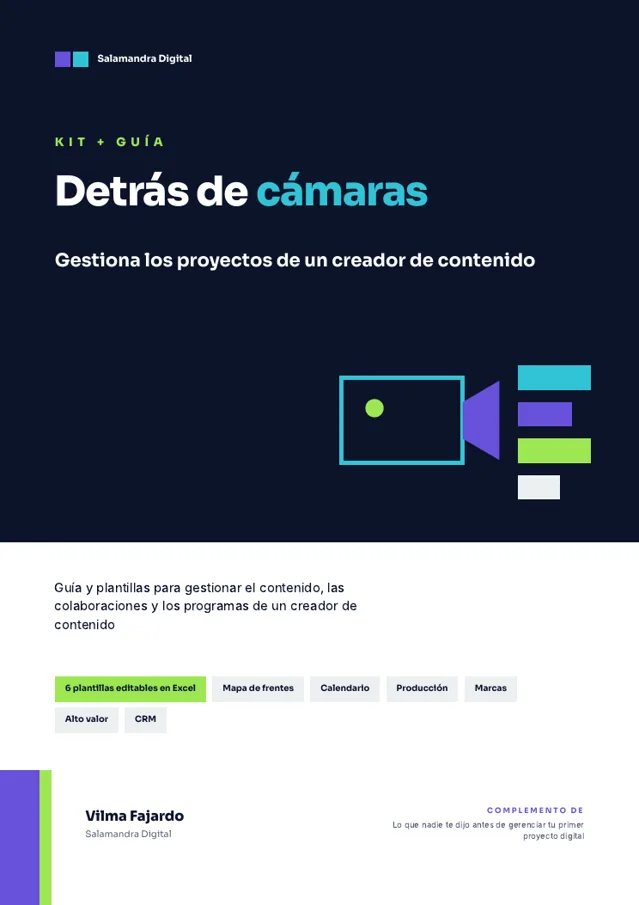 Salamandra Digital
KIT + GUÍA
Detrás de cámaras
Gestiona los proyectos de un creador de contenido
Guía y plantillas para gestionar el contenido, las
colaboraciones y los programas de un creador de
contenido
6 plantillas editables en Excel
Mapa de frentes
Calendario
Producción
Marcas
Alto valor
CRM
Vilma Fajardo
Salamandra Digital
COMPLEMENTO DE
Lo que nadie te dijo antes de gerenciar tu primer
proyecto digital